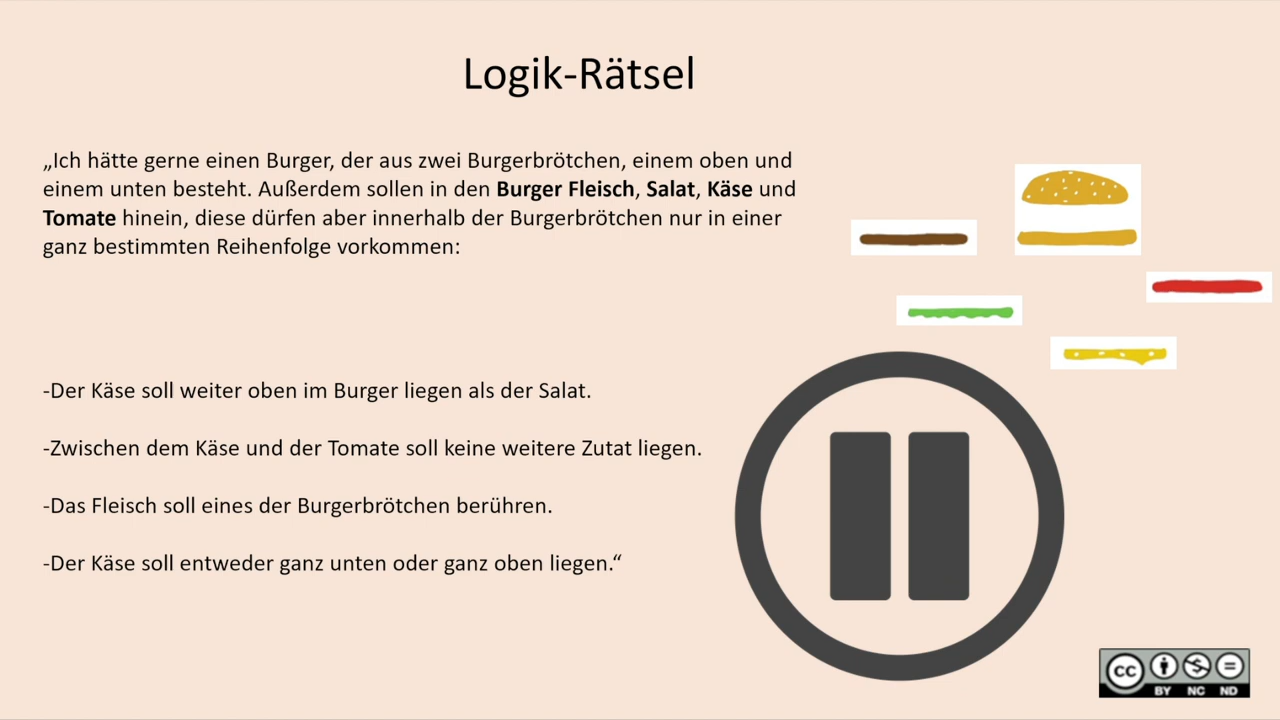 Logik-Rätsel
„Ich hätte gerne einen Burger, der aus zwei Burgerbrötchen, einem oben und
einem unten besteht. Außerdem sollen in den Burger Fleisch, Salat, Käse und
Tomate hinein, diese dürfen aber innerhalb der Burgerbrötchen nur in einer
ganz bestimmten Reihenfolge vorkommen:
-Der Käse soll weiter oben im Burger liegen als der Salat.
-Zwischen dem Käse und der Tomate soll keine weitere Zutat liegen.
-Das Fleisch soll eines der Burgerbrötchen berühren.
-Der Käse soll entweder ganz unten oder ganz oben liegen.“
cc
BY NC ND